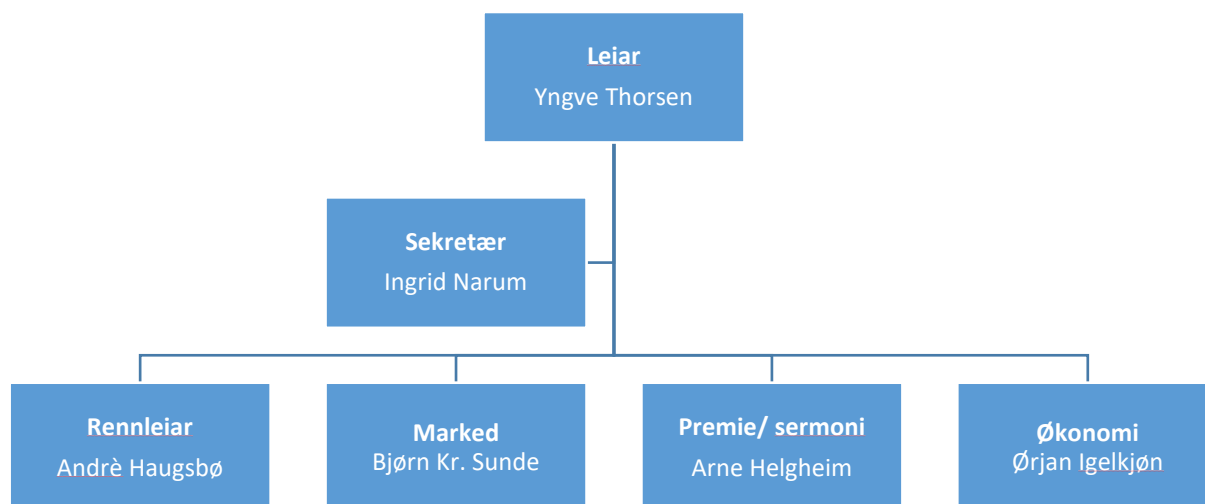 Leiar
Yngve Thorsen
Sekretær
Ingrid Narum
Rennleiar
Andrè Haugsbø
Marked
Bjørn Kr. Sunde
Premie/ sermoni
Arne Helgheim
Økonomi
Ørjan Igelkjøn